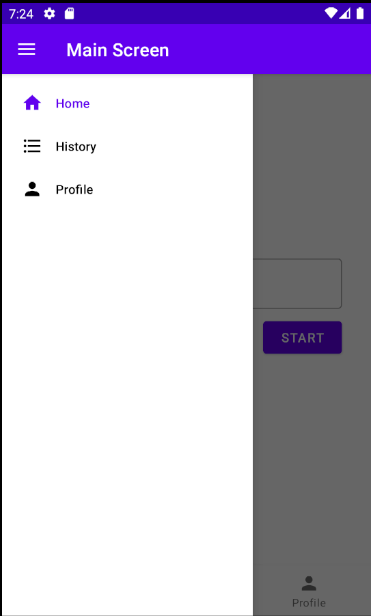 7:24
Main Screen
Home
History
Profile
START
Profile